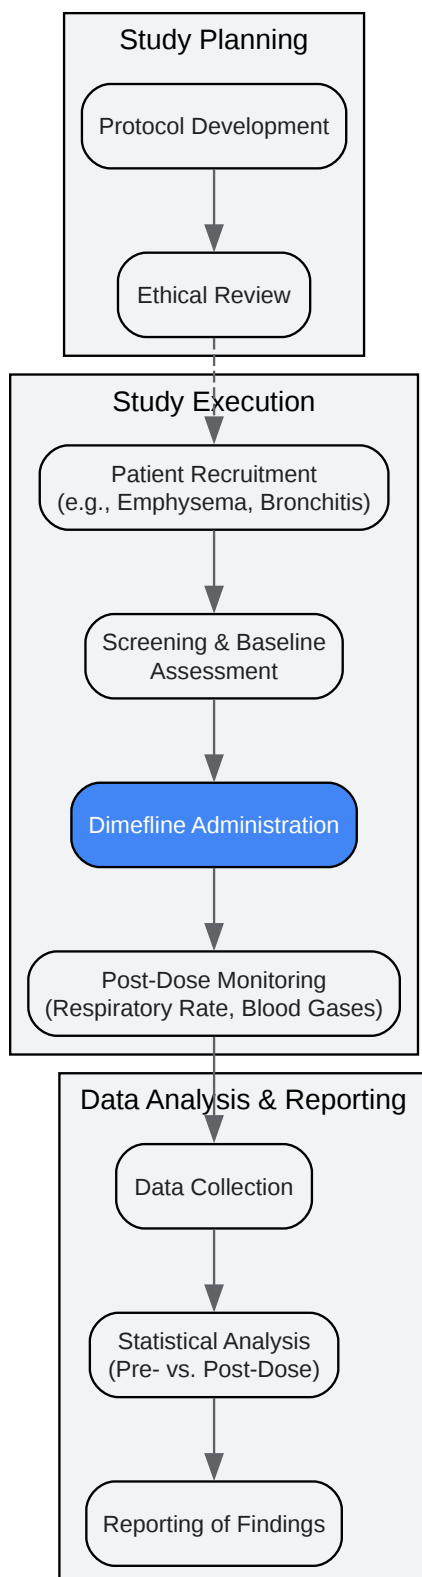 Study Planning
Protocol Development
Ethical Review
Study Execution
Patient Recruitment
(e.g., Emphysema, Bronchitis)
Screening & Baseline
Assessment
Dimefline Administration
Post-Dose Monitoring
(Respiratory Rate, Blood Gases)
Data Analysis & Reporting
Data Collection
Statistical Analysis
(Pre- vs. Post-Dose)
Reporting of Findings